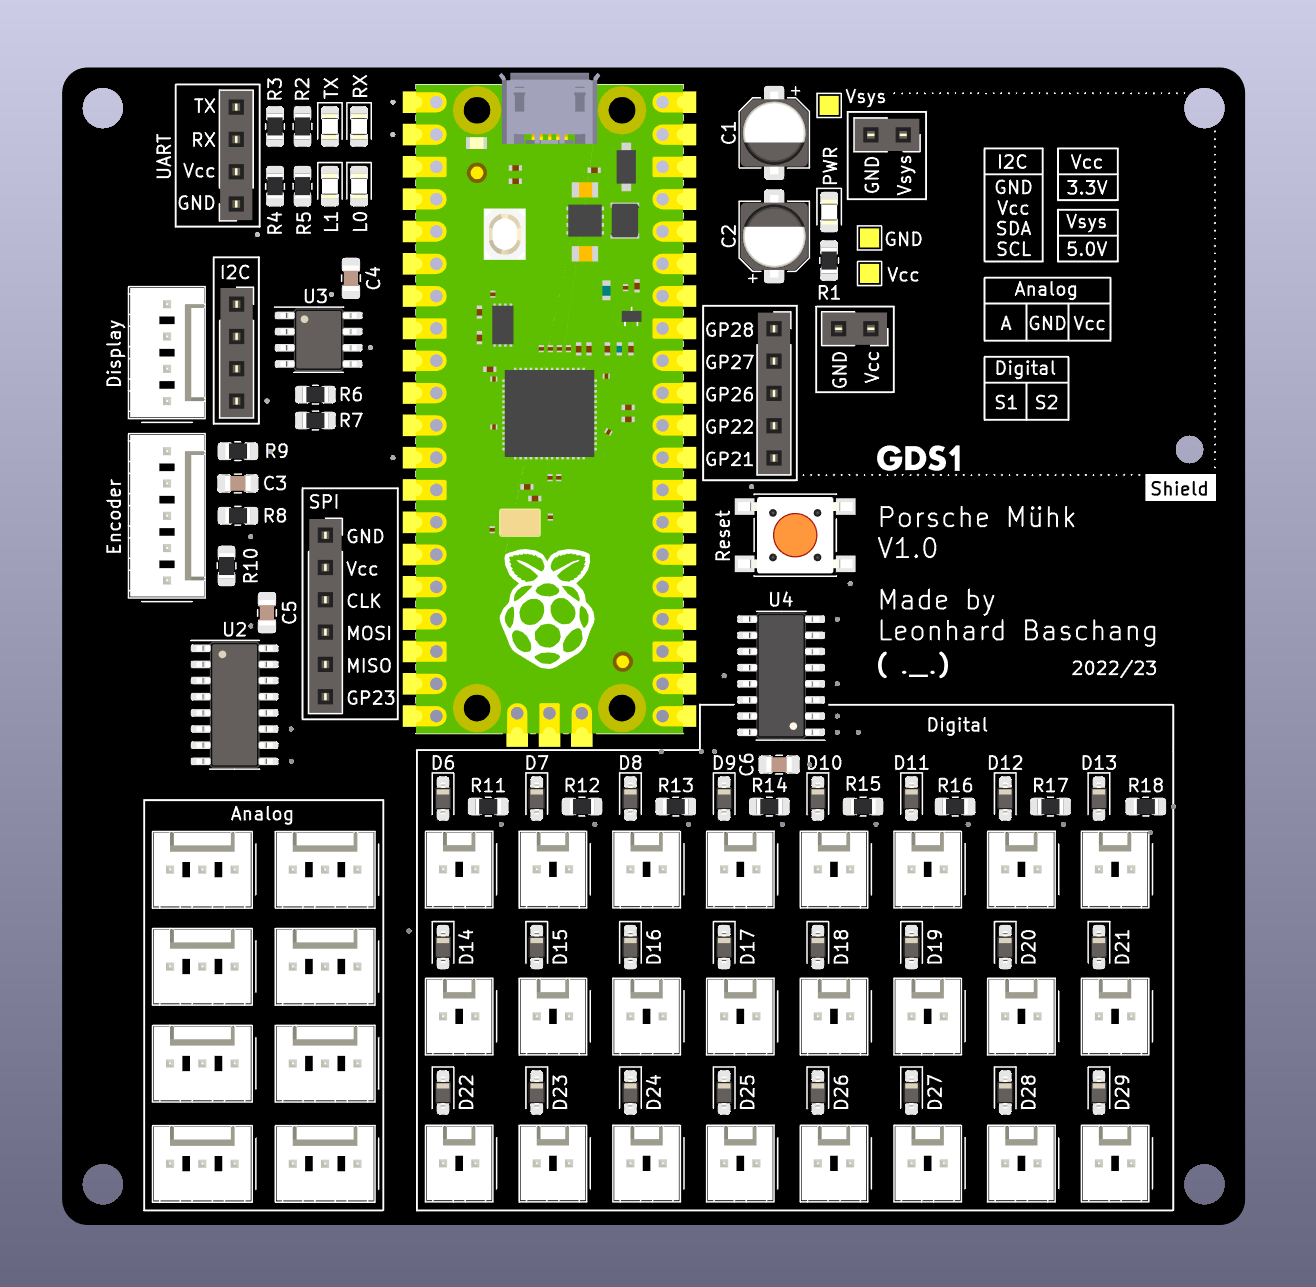 UART
TX
RX
Vcc
GND
R3
R2
TX
RX
R4
R5
L1
L0
C1
C2
+
+
Vsys
PWR
GND
Vsys
GND
Vcc
R1
I2C
GND
Vcc
SDA
SCL
Vcc
3.3V
Vsys
5.0V
Analog
A GND Vcc
Digital
S1 S2
I2C
Display
U3
C4
R6
R7
GP28
GP27
GP26
GP22
GP21
GND
Vcc
GDS1
Shield
Encoder
R9
C3
R8
R10
C5
U2
SPI
GND
Vcc
CLK
MOSI
MISO
GP23
Reset
Porsche Mühk
V1.0
U4
Made by
Leonhard Baschang
( ._.)
2022/23
Digital
D6 D7 D8 D9 C6 D10 D11 D12 D13
R11 R12 R13 R14 R15 R16 R17 R18
Analog
D14 D15 D16 D17 D18 D19 D20 D21
D22 D23 D24 D25 D26 D27 D28 D29